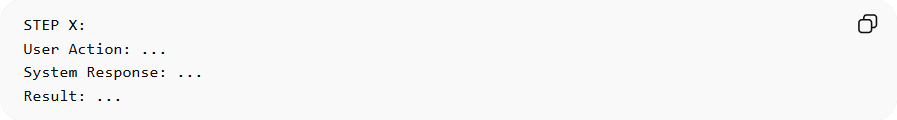 STEP X:
User Action: ...
System Response: ...
Result: ...